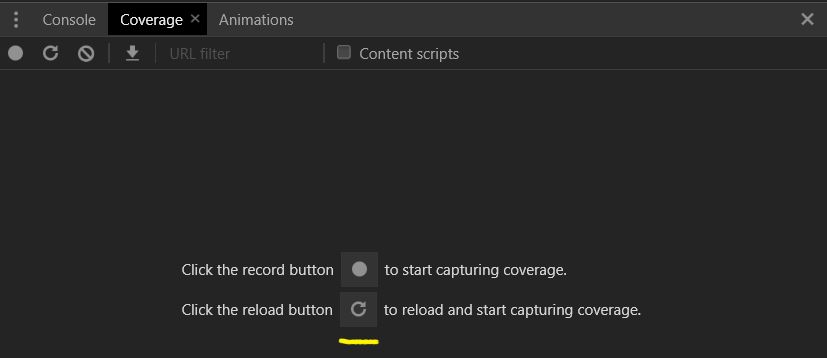 Console Coverage × Animations ×
URL filter Content scripts
Click the record button to start capturing coverage.
Click the reload button to reload and start capturing coverage.